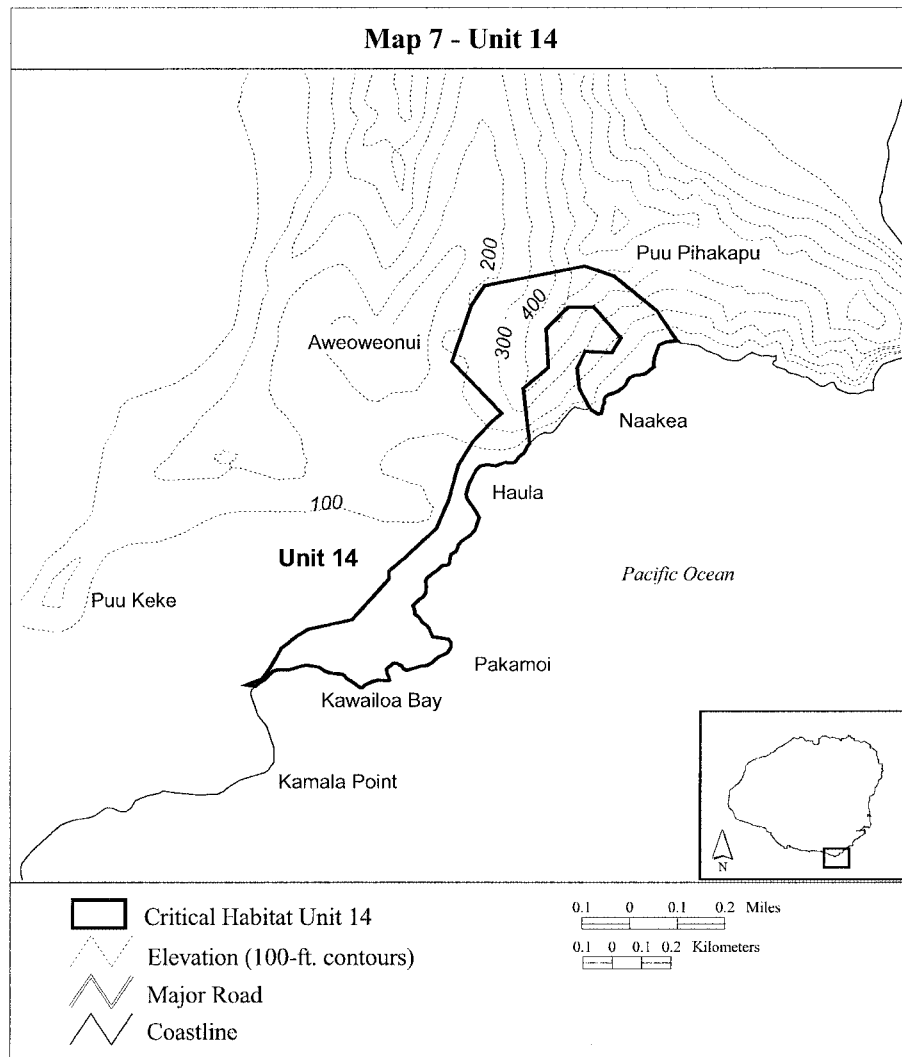 Map 7 - Unit 14
Puu Pihakapu
200
400
300
Aweoweonui
Naakea
Haula
100
Unit 14
Pacific Ocean
Puu Keke
Pakamoi
Kawailoa Bay
Kamala Point
N
Critical Habitat Unit 14
Elevation (100-ft. contours)
Major Road
Coastline
0.1 0 0.1 0.2 Miles
0.1 0 0.1 0.2 Kilometers